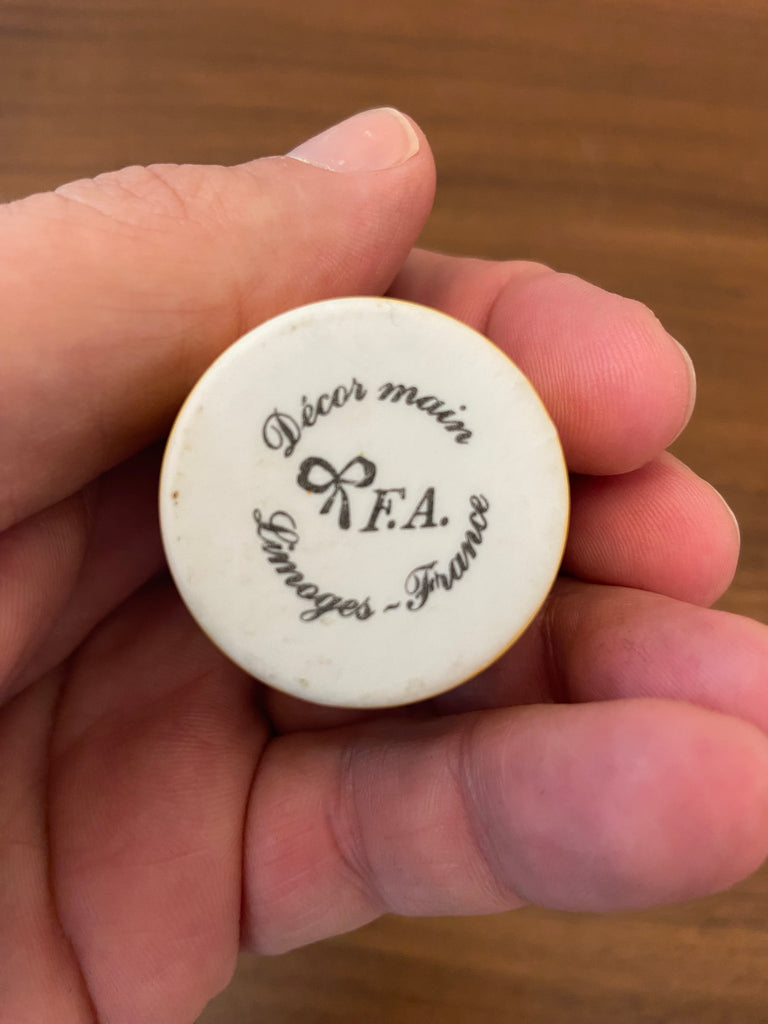 Décor main
F.A.
Limoges ~ France